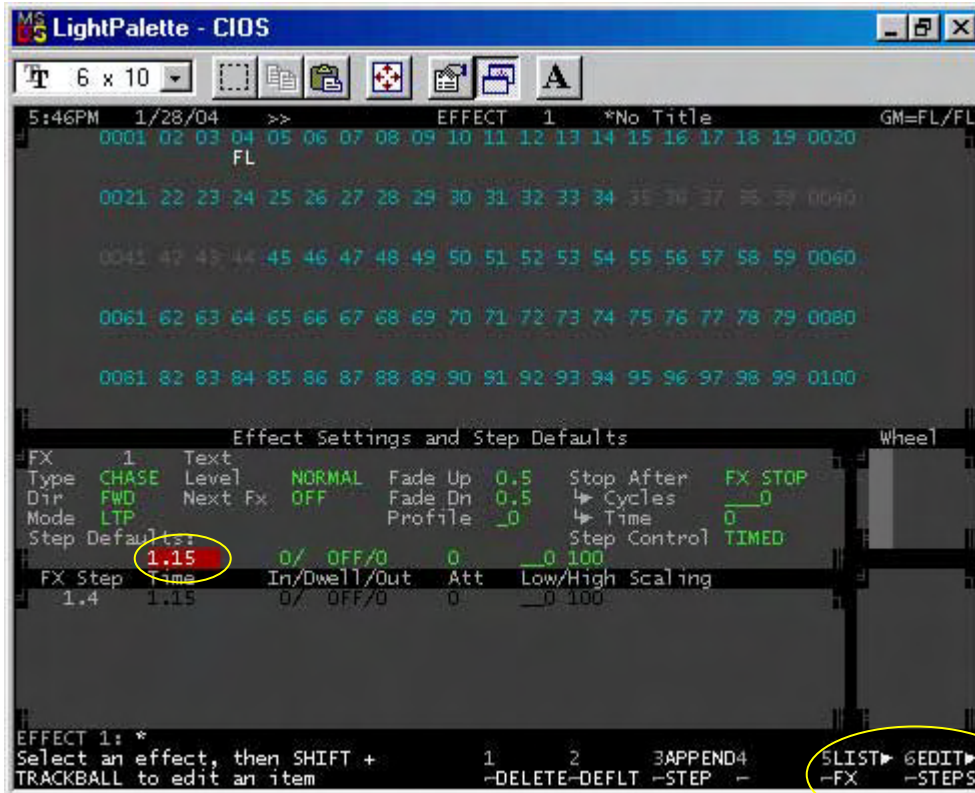 LightPalette - CIOS
6 x 10
A
5:46PM 1/28/04 >> EFFECT 1 *No Title GM=FL/FL
0001 02 03 04 05 06 07 08 09 10 11 12 13 14 15 16 17 18 19 0020
FL
0021 22 23 24 25 26 27 28 29 30 31 32 33 34 35 36 37 38 39 0040
0041 42 43 44 45 46 47 48 49 50 51 52 53 54 55 56 57 58 59 0060
0061 62 63 64 65 66 67 68 69 70 71 72 73 74 75 76 77 78 79 0080
0081 82 83 84 85 86 87 88 89 90 91 92 93 94 95 96 97 98 99 0100
Effect Settings and Step Defaults Wheel
FX 1 Text
Type CHASE Level NORMAL Fade Up 0.5 Stop After FX STOP
Dir FWD Next Fx OFF Fade Dn 0.5 ↳ Cycles ___0
Mode LTP Profile _0 ↳ Time 0
Step Defaults: Step Control TIMED
1.15 0/ OFF/0 0 __0 100
FX Step Time In/Dwell/Out Att Low/High Scaling
1.4 1.15 0/ OFF/0 0 __0 100
EFFECT 1: *
Select an effect, then SHIFT + 1 2 3APPEND4 5LIST▶ 6EDIT▶
TRACKBALL to edit an item —DELETE—DEFLT —STEP — —FX —STEPS